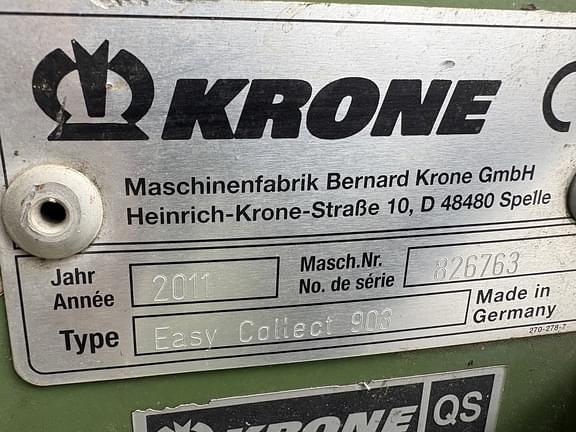 KRONE
Maschinenfabrik Bernard Krone GmbH
Heinrich-Krone-Straße 10, D 48480 Spelle
Jahr
Année
2011
Masch.Nr.
No. de série
826763
Type
Easy Collect 903
Made in
Germany
270-278-7
KRONE
QS